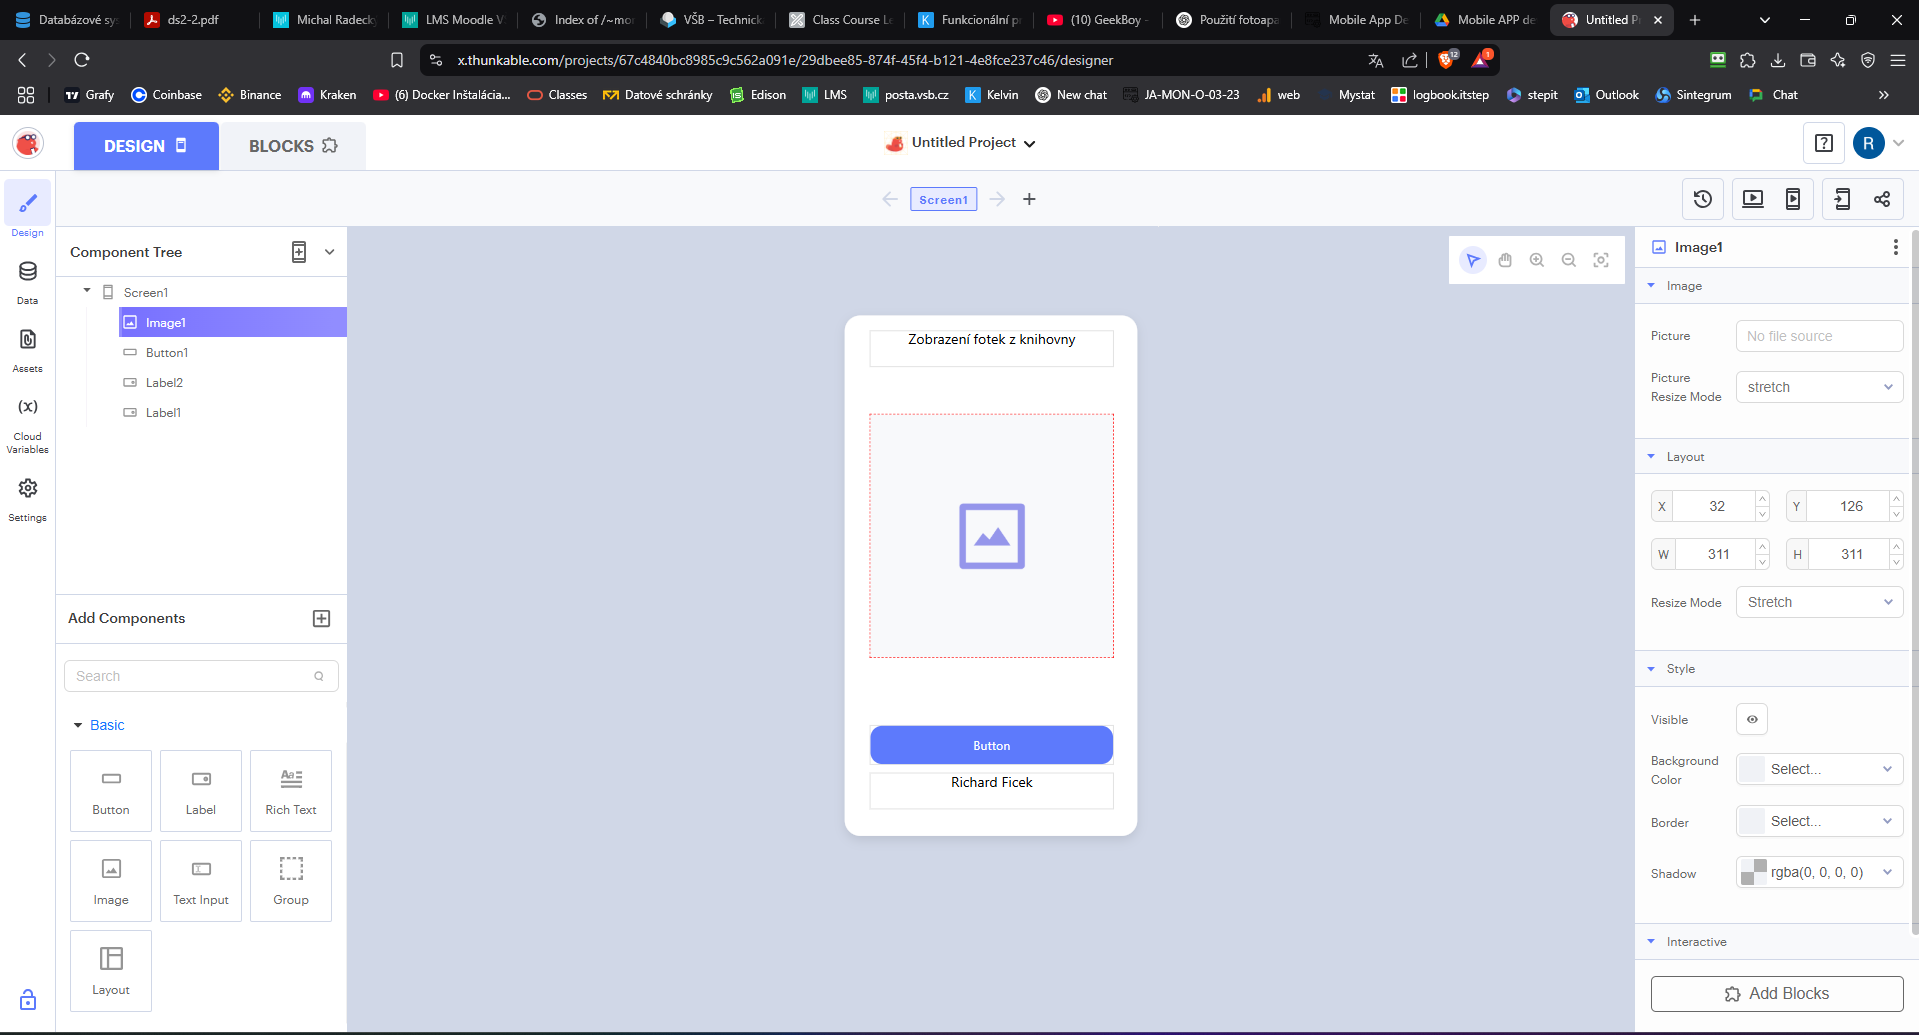 Databázové sy
ds2-2.pdf
Michal Radeck
LMS Moodle V
Index of /~mo
VŠB – Technick
Class Course Le
Funkcionální p
(10) GeekBoy -
Použití fotoapa
Mobile App De
Mobile APP de
Untitled P
x.thunkable.com/projects/67c4840bc8985c9c562a091e/29dbee85-874f-45f4-b121-4e8fce237c46/designer
12
1
Grafy
Coinbase
Binance
Kraken
(6) Docker Inštalácia...
Classes
Datové schránky
Edison
LMS
posta.vsb.cz
Kelvin
New chat
JA-MON-O-03-23
web
Mystat
logbook.itstep
stepit
Outlook
Sintegrum
Chat
DESIGN
BLOCKS
Untitled Project
R
Screen1
Design
Data
Assets
(x)
Cloud
Variables
Settings
Component Tree
Screen1
Image1
Button1
Label2
Label1
Add Components
Search
Basic
Button
Label
Rich Text
Image
Text Input
Group
Layout
Zobrazení fotek z knihovny
Button
Richard Ficek
Image1
Image
Picture
No file source
Picture
Resize Mode
stretch
Layout
X 32
Y 126
W 311
H 311
Resize Mode
Stretch
Style
Visible
Background
Color
Select...
Border
Select...
Shadow
rgba(0, 0, 0, 0)
Interactive
Add Blocks